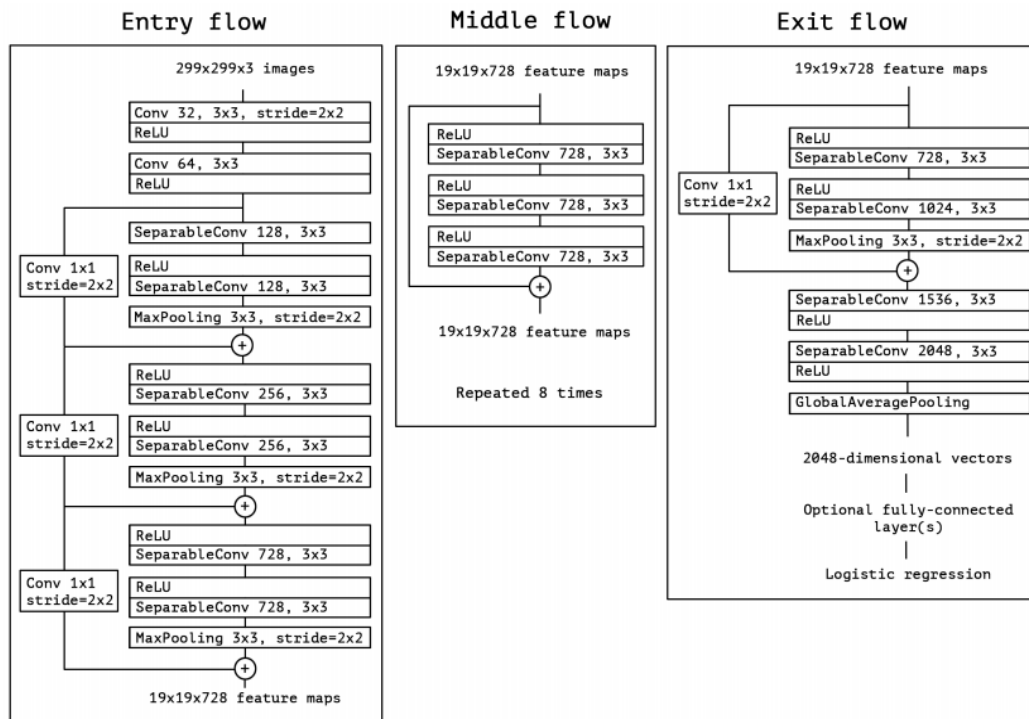 Entry flow
299x299x3 images
Conv 32, 3x3, stride=2x2
ReLU
Conv 64, 3x3
ReLU
SeparableConv 128, 3x3
Conv 1x1
stride=2x2
ReLU
SeparableConv 128, 3x3
MaxPooling 3x3, stride=2x2
+
ReLU
SeparableConv 256, 3x3
Conv 1x1
stride=2x2
ReLU
SeparableConv 256, 3x3
MaxPooling 3x3, stride=2x2
+
ReLU
SeparableConv 728, 3x3
Conv 1x1
stride=2x2
ReLU
SeparableConv 728, 3x3
MaxPooling 3x3, stride=2x2
+
19x19x728 feature maps
Middle flow
19x19x728 feature maps
ReLU
SeparableConv 728, 3x3
ReLU
SeparableConv 728, 3x3
ReLU
SeparableConv 728, 3x3
+
19x19x728 feature maps
Repeated 8 times
Exit flow
19x19x728 feature maps
ReLU
SeparableConv 728, 3x3
Conv 1x1
stride=2x2
ReLU
SeparableConv 1024, 3x3
MaxPooling 3x3, stride=2x2
+
SeparableConv 1536, 3x3
ReLU
SeparableConv 2048, 3x3
ReLU
GlobalAveragePooling
2048-dimensional vectors
Optional fully-connected
layer(s)
Logistic regression